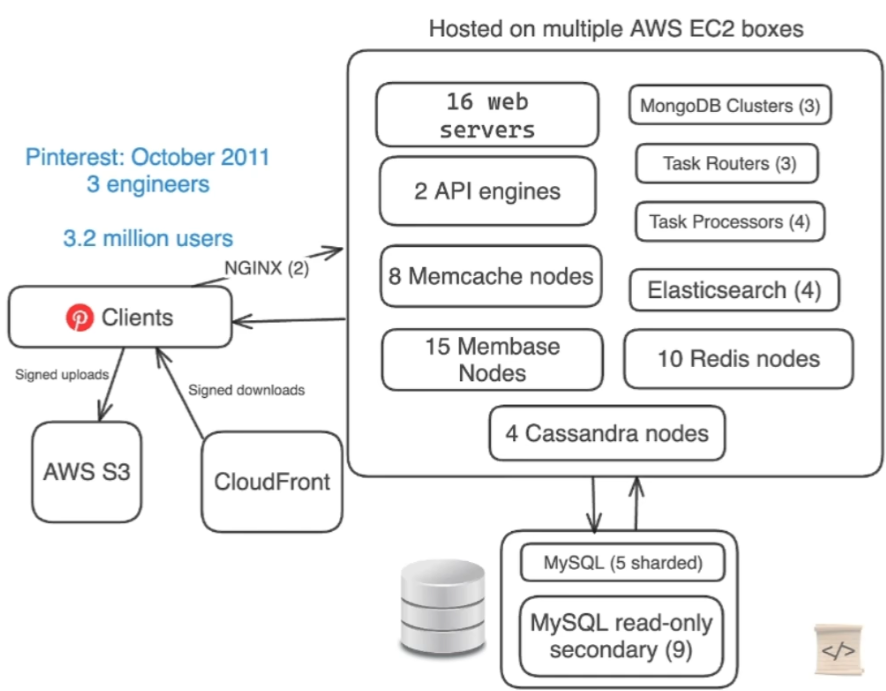 Hosted on multiple AWS EC2 boxes
Pinterest: October 2011
3 engineers
3.2 million users
NGINX (2)
Clients
Signed uploads
Signed downloads
AWS S3
CloudFront
16 web
servers
2 API engines
8 Memcache nodes
15 Membase
Nodes
MongoDB Clusters (3)
Task Routers (3)
Task Processors (4)
Elasticsearch (4)
10 Redis nodes
4 Cassandra nodes
MySQL (5 sharded)
MySQL read-only
secondary (9)
</>